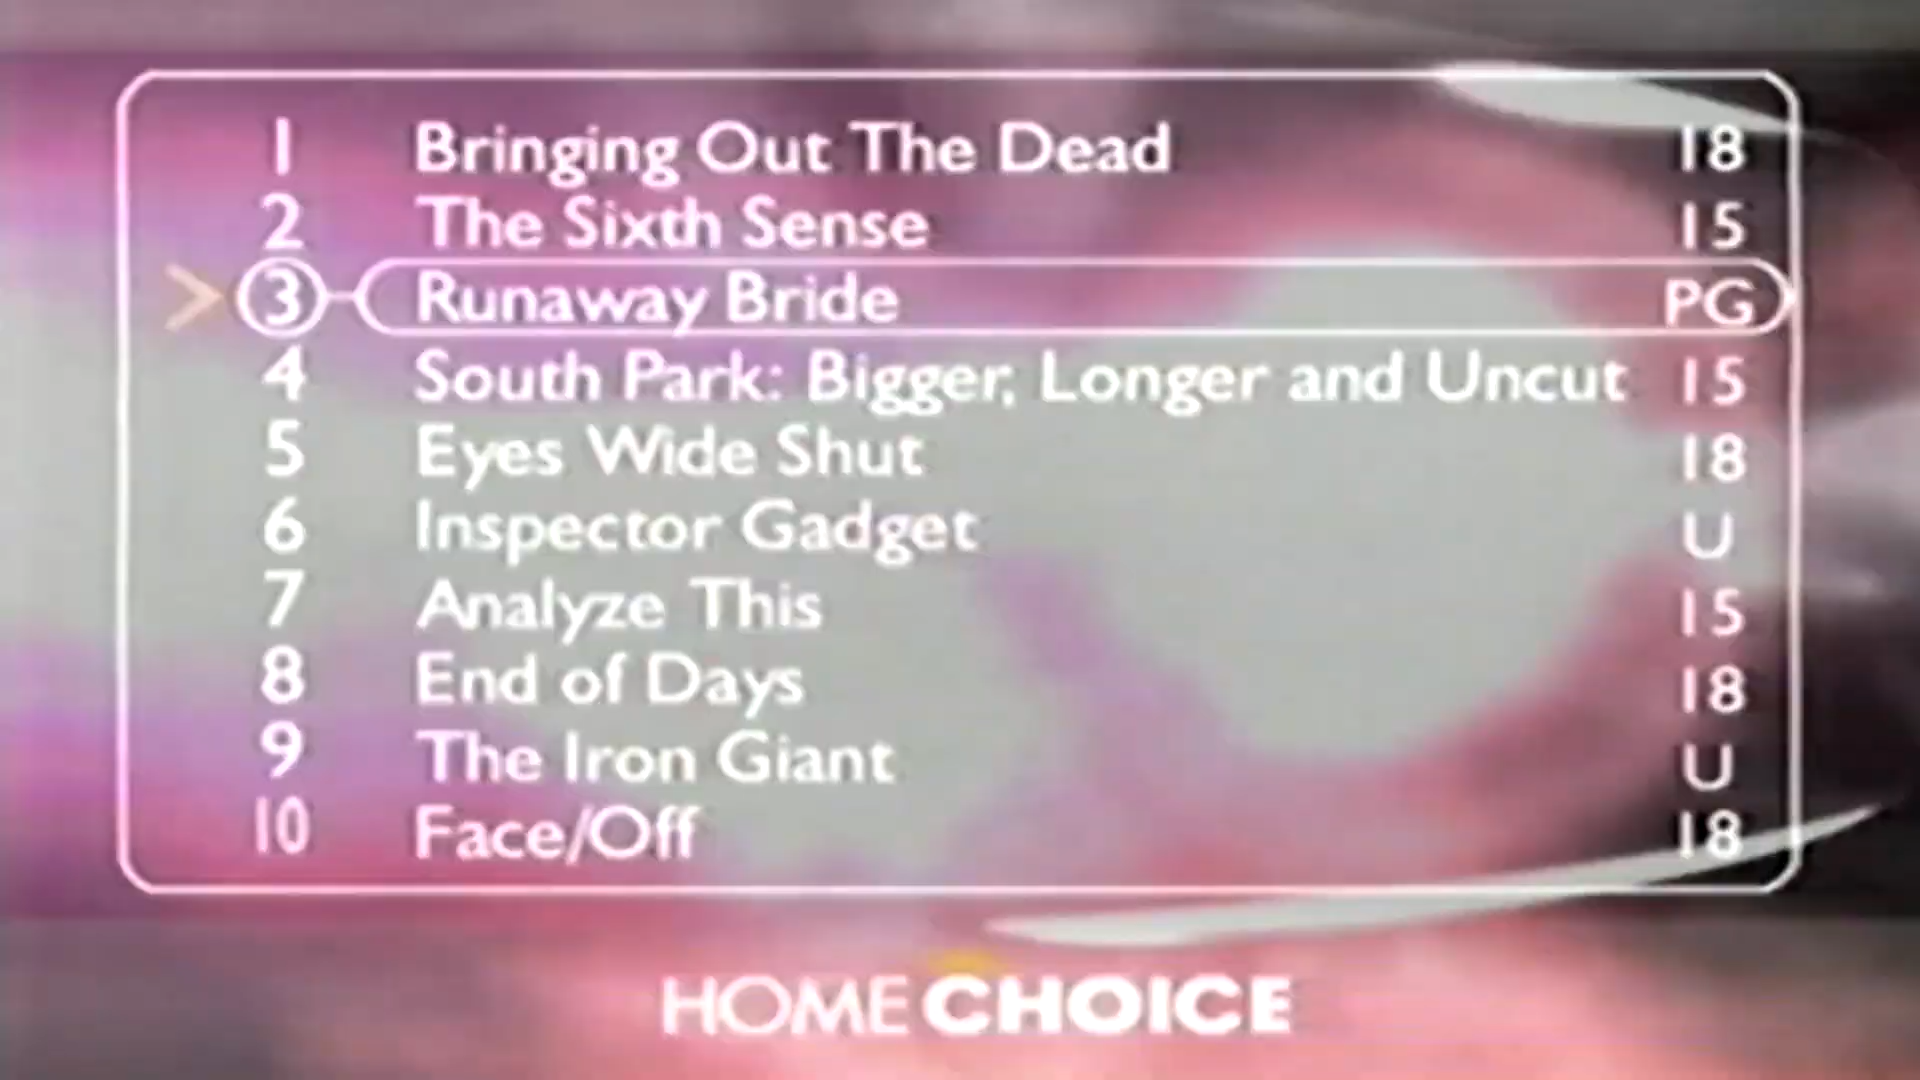 1 Bringing Out The Dead 18
2 The Sixth Sense 15
> 3 Runaway Bride PG
4 South Park: Bigger, Longer and Uncut 15
5 Eyes Wide Shut 18
6 Inspector Gadget U
7 Analyze This 15
8 End of Days 18
9 The Iron Giant U
10 Face/Off 18
HOME CHOICE